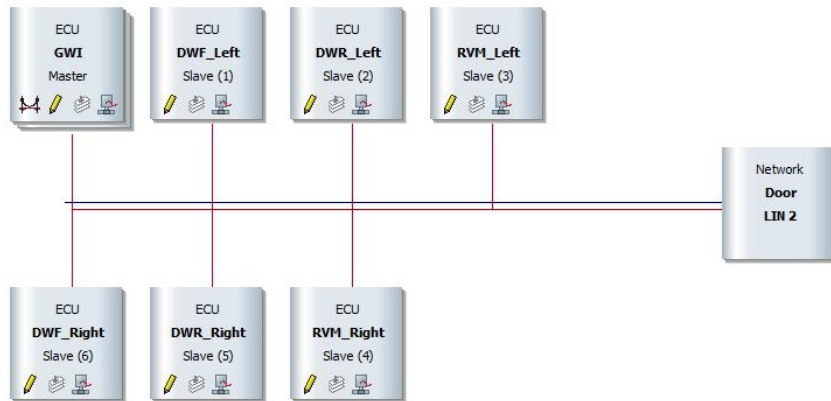 ECU
GWI
Master
ECU
DWF_Left
Slave (1)
ECU
DWR_Left
Slave (2)
ECU
RVM_Left
Slave (3)
Network
Door
LIN 2
ECU
DWF_Right
Slave (6)
ECU
DWR_Right
Slave (5)
ECU
RVM_Right
Slave (4)